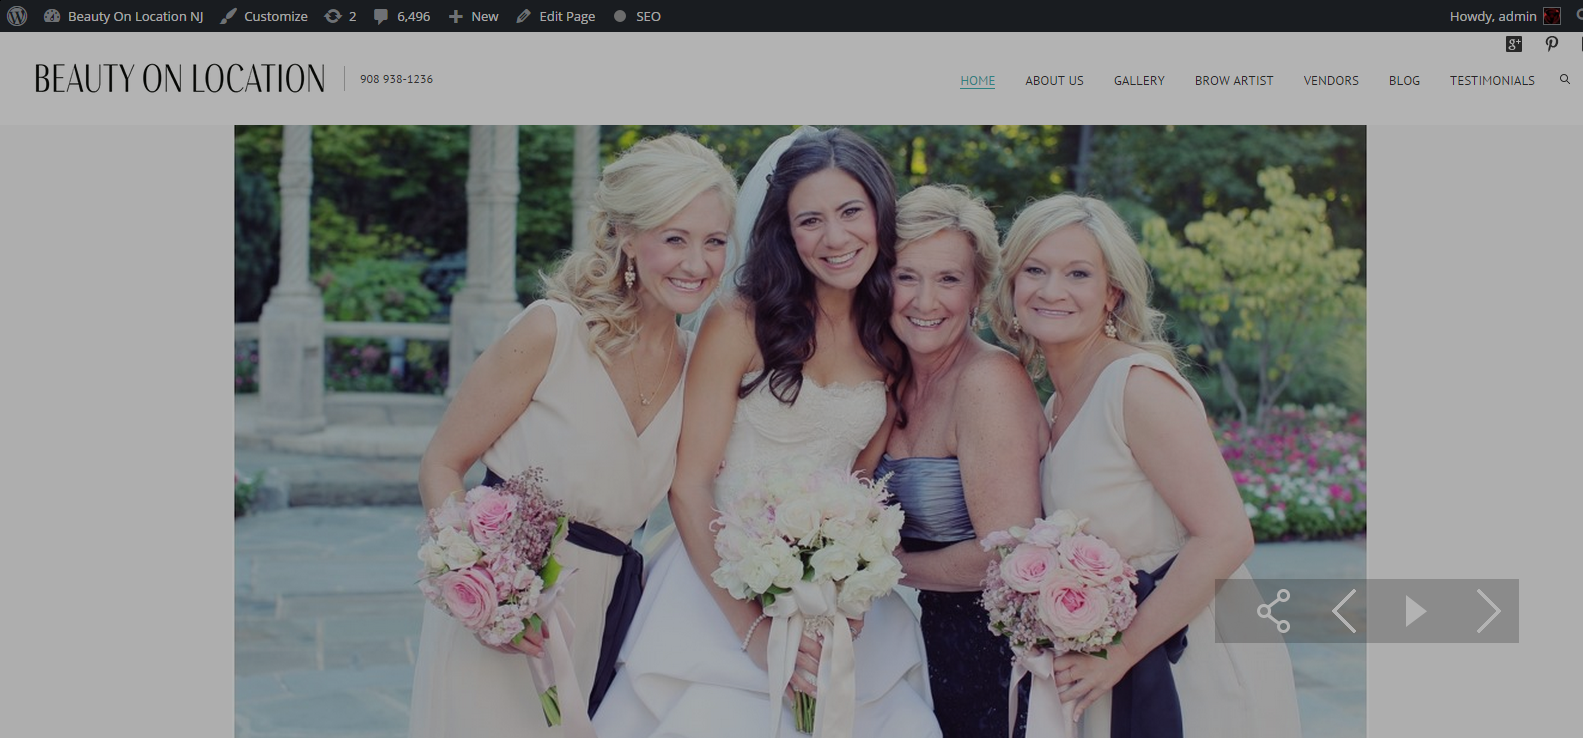 Beauty On Location NJ Customize 2 6,496 New Edit Page SEO Howdy, admin
g+
BEAUTY ON LOCATION 908 938-1236 HOME ABOUT US GALLERY BROW ARTIST VENDORS BLOG TESTIMONIALS